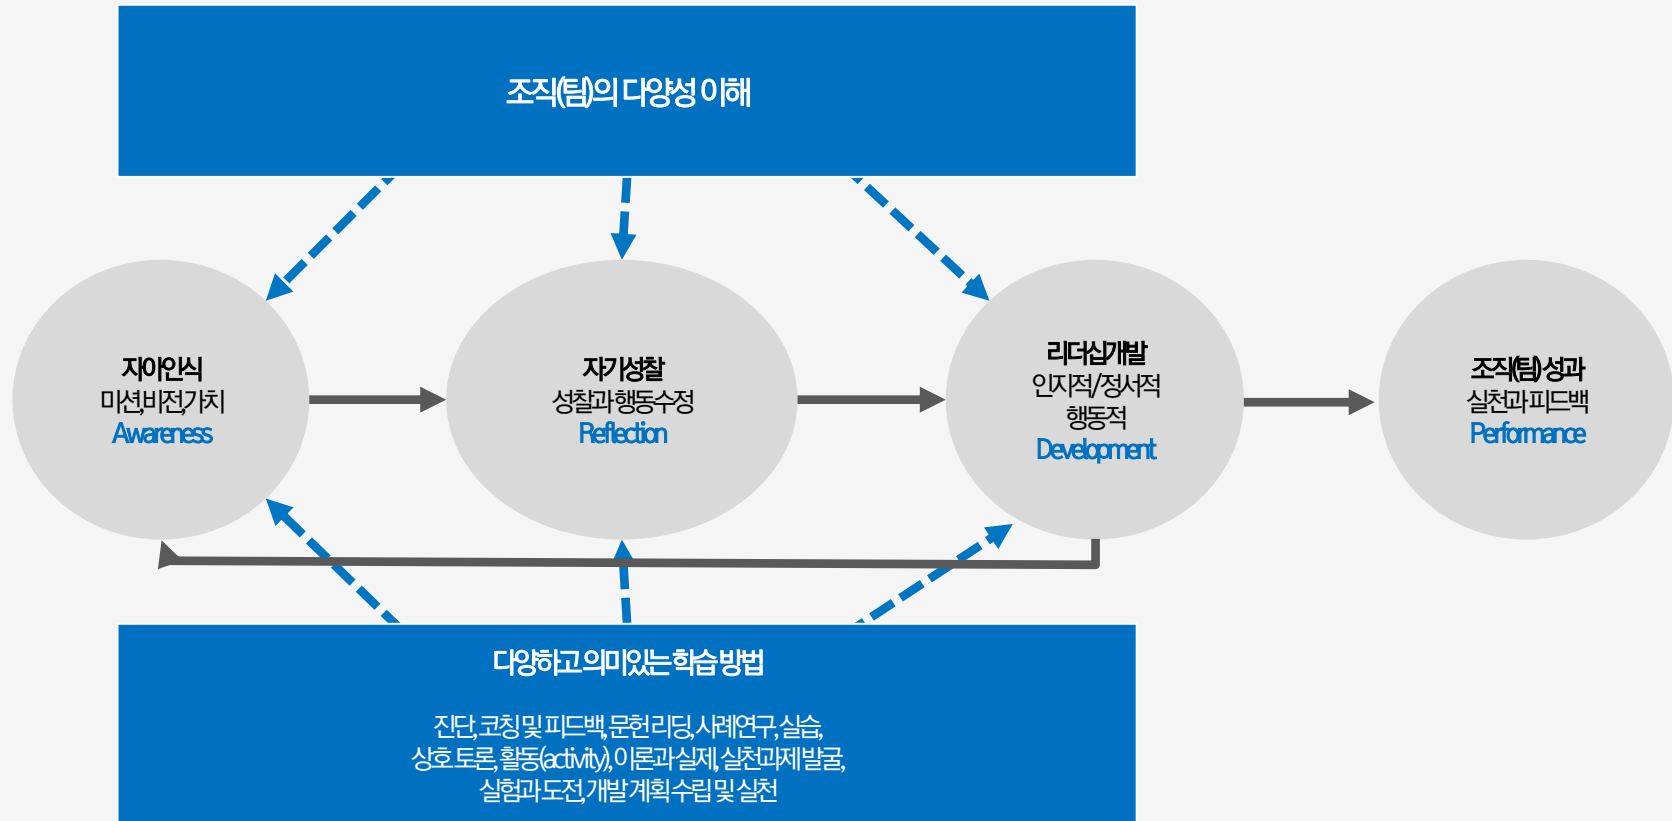 조직(팀)의 다양성 이해
자아인식
미션,비전,가치
Awareness
자기성찰
성찰과 행동수정
Reflection
리더십개발
인지적/정서적
행동적
Development
조직(팀) 성과
실천과 피드백
Performance
다양하고 의미있는 학습 방법
진단, 코칭 및 피드백, 문헌 리딩, 사례연구, 실습,
상호 토론, 활동(activity), 이론과 실제, 실천과제 발굴,
실험과 도전, 개발 계획 수립 및 실천